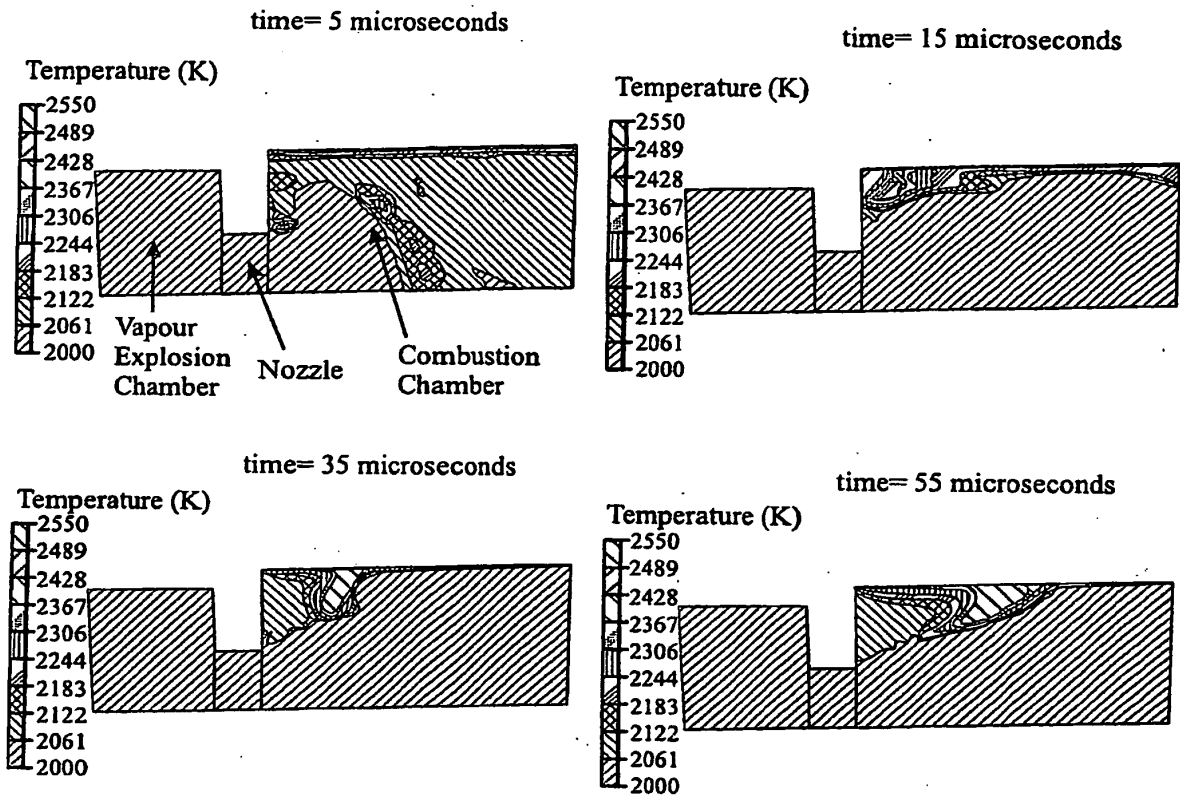 time= 5 microseconds
Temperature (K)
2550
2489
2428
2367
2306
2244
2183
2122
2061
2000
Vapour
Explosion
Chamber
Nozzle
Combustion
Chamber
time= 15 microseconds
Temperature (K)
2550
2489
2428
2367
2306
2244
2183
2122
2061
2000
time= 35 microseconds
Temperature (K)
2550
2489
2428
2367
2306
2244
2183
2122
2061
2000
time= 55 microseconds
Temperature (K)
2550
2489
2428
2367
2306
2244
2183
2122
2061
2000